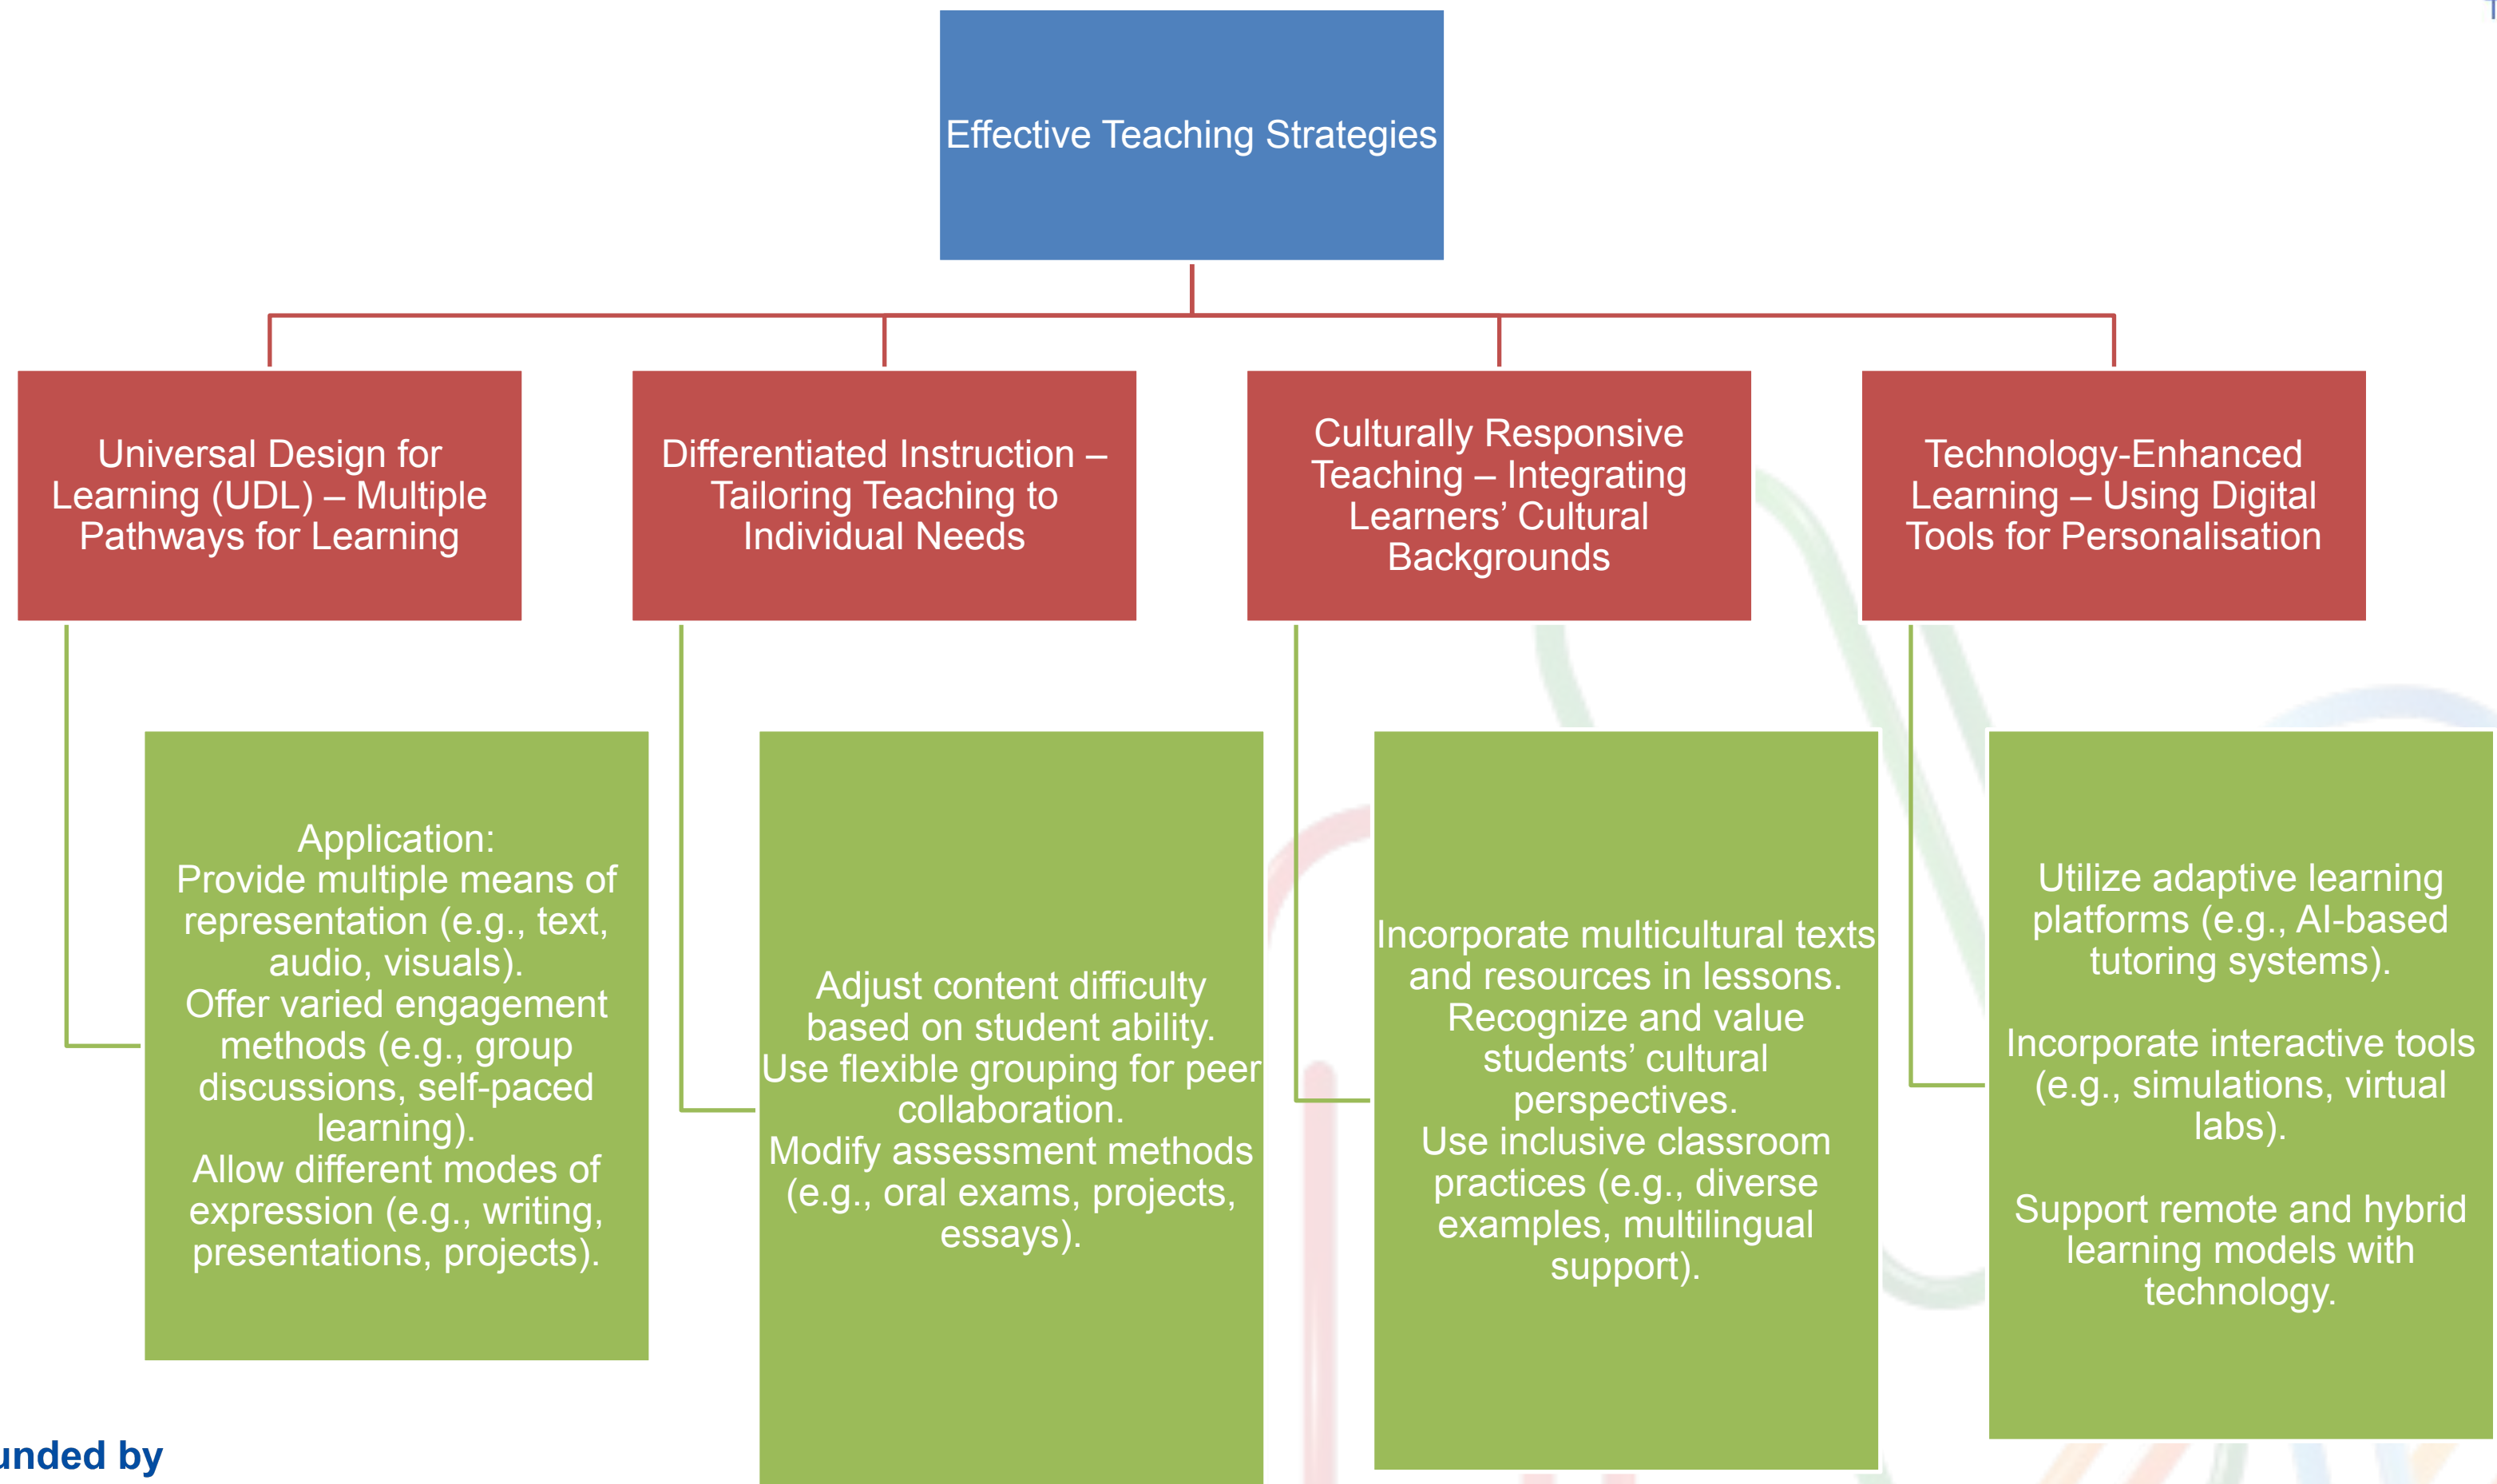 Effective Teaching Strategies
Universal Design for
Learning (UDL) – Multiple
Pathways for Learning
Differentiated Instruction –
Tailoring Teaching to
Individual Needs
Culturally Responsive
Teaching – Integrating
Learners’ Cultural
Backgrounds
Technology-Enhanced
Learning – Using Digital
Tools for Personalisation
Application:
Provide multiple means of
representation (e.g., text,
audio, visuals).
Offer varied engagement
methods (e.g., group
discussions, self-paced
learning).
Allow different modes of
expression (e.g., writing,
presentations, projects).
Adjust content difficulty
based on student ability.
Use flexible grouping for peer
collaboration.
Modify assessment methods
(e.g., oral exams, projects,
essays).
Incorporate multicultural texts
and resources in lessons.
Recognize and value
students’ cultural
perspectives.
Use inclusive classroom
practices (e.g., diverse
examples, multilingual
support).
Utilize adaptive learning
platforms (e.g., AI-based
tutoring systems).
Incorporate interactive tools
(e.g., simulations, virtual
labs).
Support remote and hybrid
learning models with
technology.
unded by